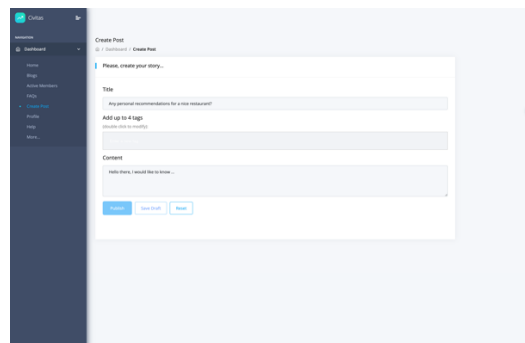 Civitas
NAVIGATION
Dashboard
Home
Blogs
Active Members
FAQs
Create Post
Profile
Help
More...
Create Post
/ Dashboard / Create Post
Please, create your story...
Title
Any personal recommendations for a nice restaurant?
Add up to 4 tags
(double click to modify)
Content
Hello there, I would like to know ...
Publish
Save Draft
Reset